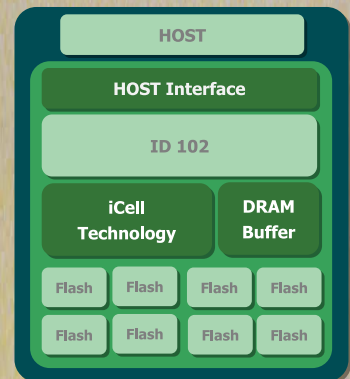 HOST
HOST Interface
ID 102
iCell
Technology
DRAM
Buffer
Flash Flash Flash Flash
Flash Flash Flash Flash